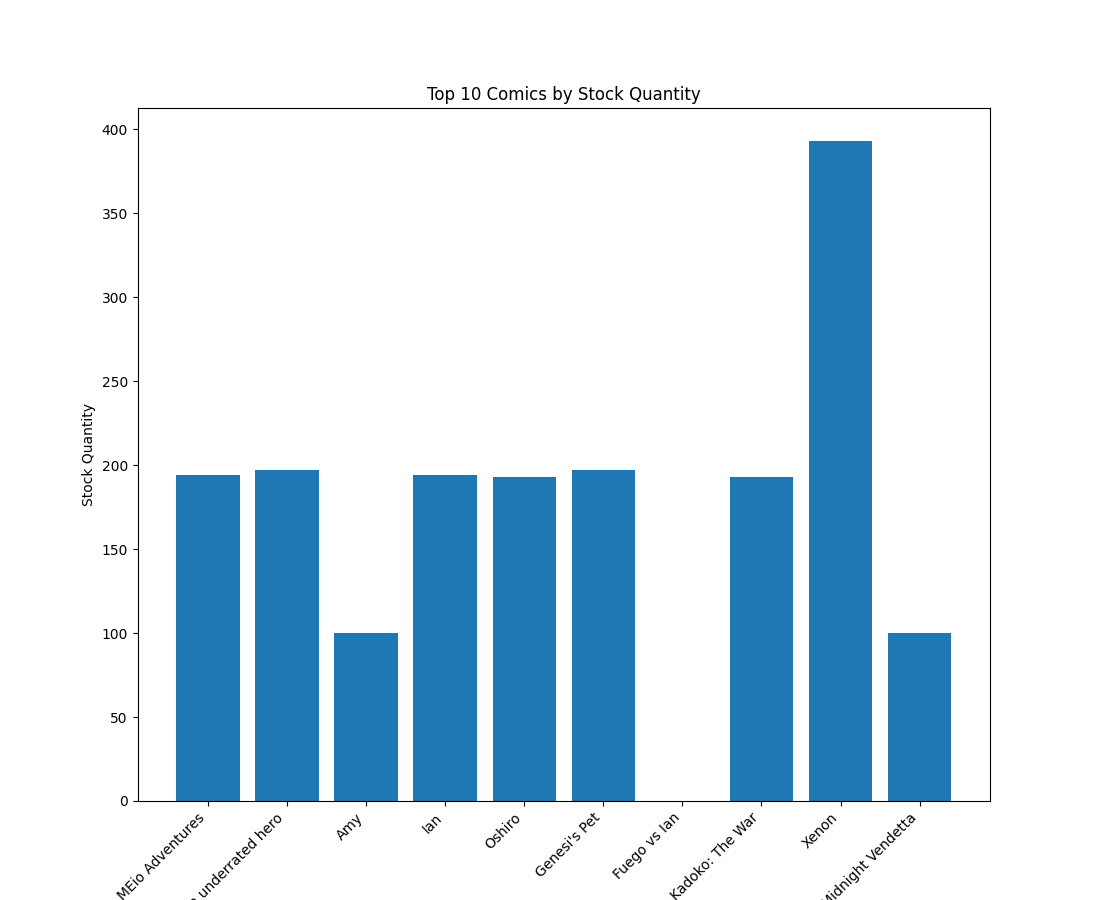 Top 10 Comics by Stock Quantity
Stock Quantity
400
350
300
250
200
150
100
50
0
MEio Adventures
underrated hero
Amy
Ian
Oshiro
Genesi's Pet
Fuego vs Ian
Kadoko: The War
Xenon
Midnight Vendetta